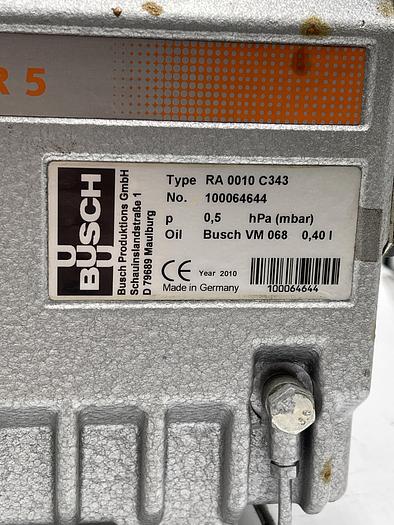 R 5
BUSCH
BUSCH
Busch Produktions GmbH
Schauinslandstraße 1
D 79689 Maulburg
Type RA 0010 C343
No. 100064644
p 0,5 hPa (mbar)
Oil Busch VM 068 0,40 l
CE Year 2010
Made in Germany
100064644